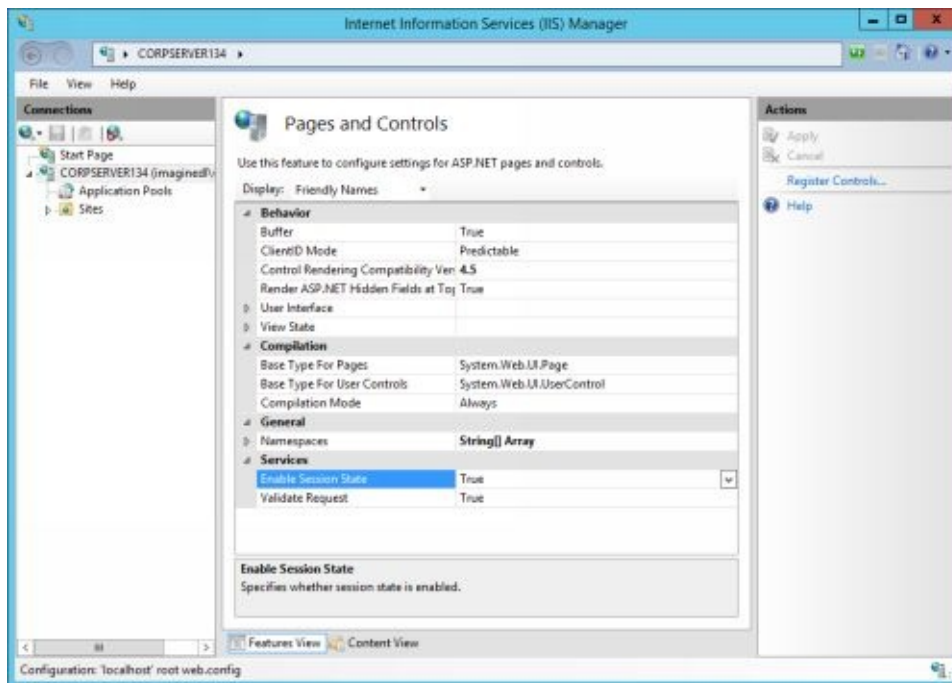 Internet Information Services (IIS) Manager
CORPSERVER134
File View Help
Connections
Start Page
CORPSERVER134
Application Pools
Sites
Pages and Controls
Use this feature to configure settings for ASP.NET pages and controls.
Display: Friendly Names
Behavior
Buffer True
ClientID Mode Predictable
Control Rendering Compatibility Ver 4.5
Render ASP.NET Hidden Fields at Top True
User Interface
View State
Compilation
Base Type For Pages System.Web.UI.Page
Base Type For User Controls System.Web.UI.UserControl
Compilation Mode Always
General
Namespaces String[] Array
Services
Enable Session State True
Validate Request True
Enable Session State
Specifies whether session state is enabled.
Features View Content View
Actions
Apply
Cancel
Register Controls...
Help
Configuration: 'localhost' root web.config